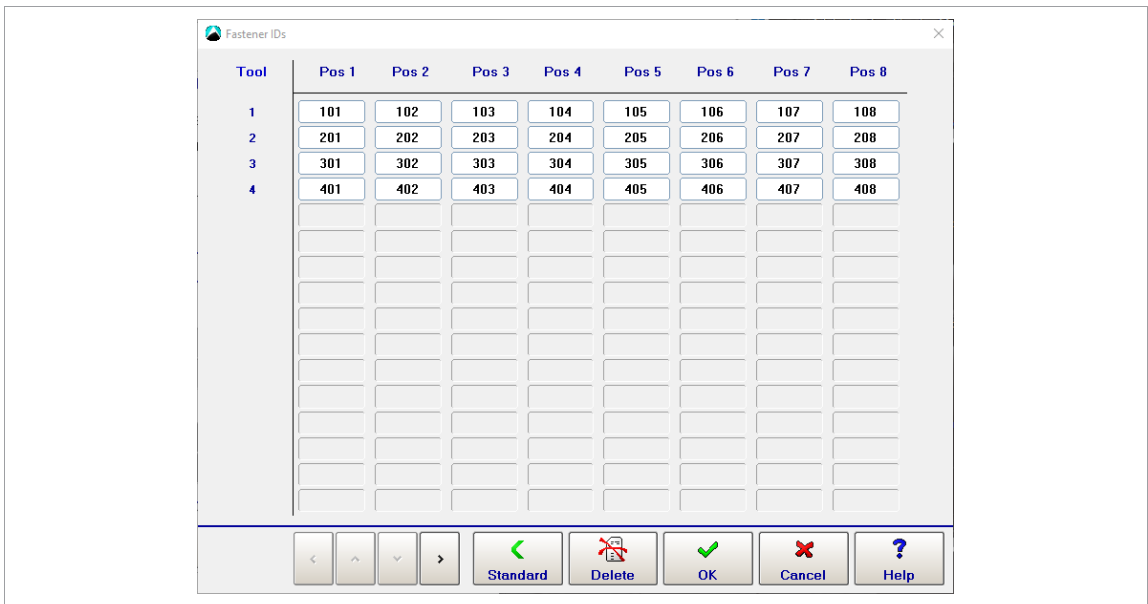 Fastener IDs
Tool Pos 1 Pos 2 Pos 3 Pos 4 Pos 5 Pos 6 Pos 7 Pos 8
1 101 102 103 104 105 106 107 108
2 201 202 203 204 205 206 207 208
3 301 302 303 304 305 306 307 308
4 401 402 403 404 405 406 407 408
Standard Delete OK Cancel Help